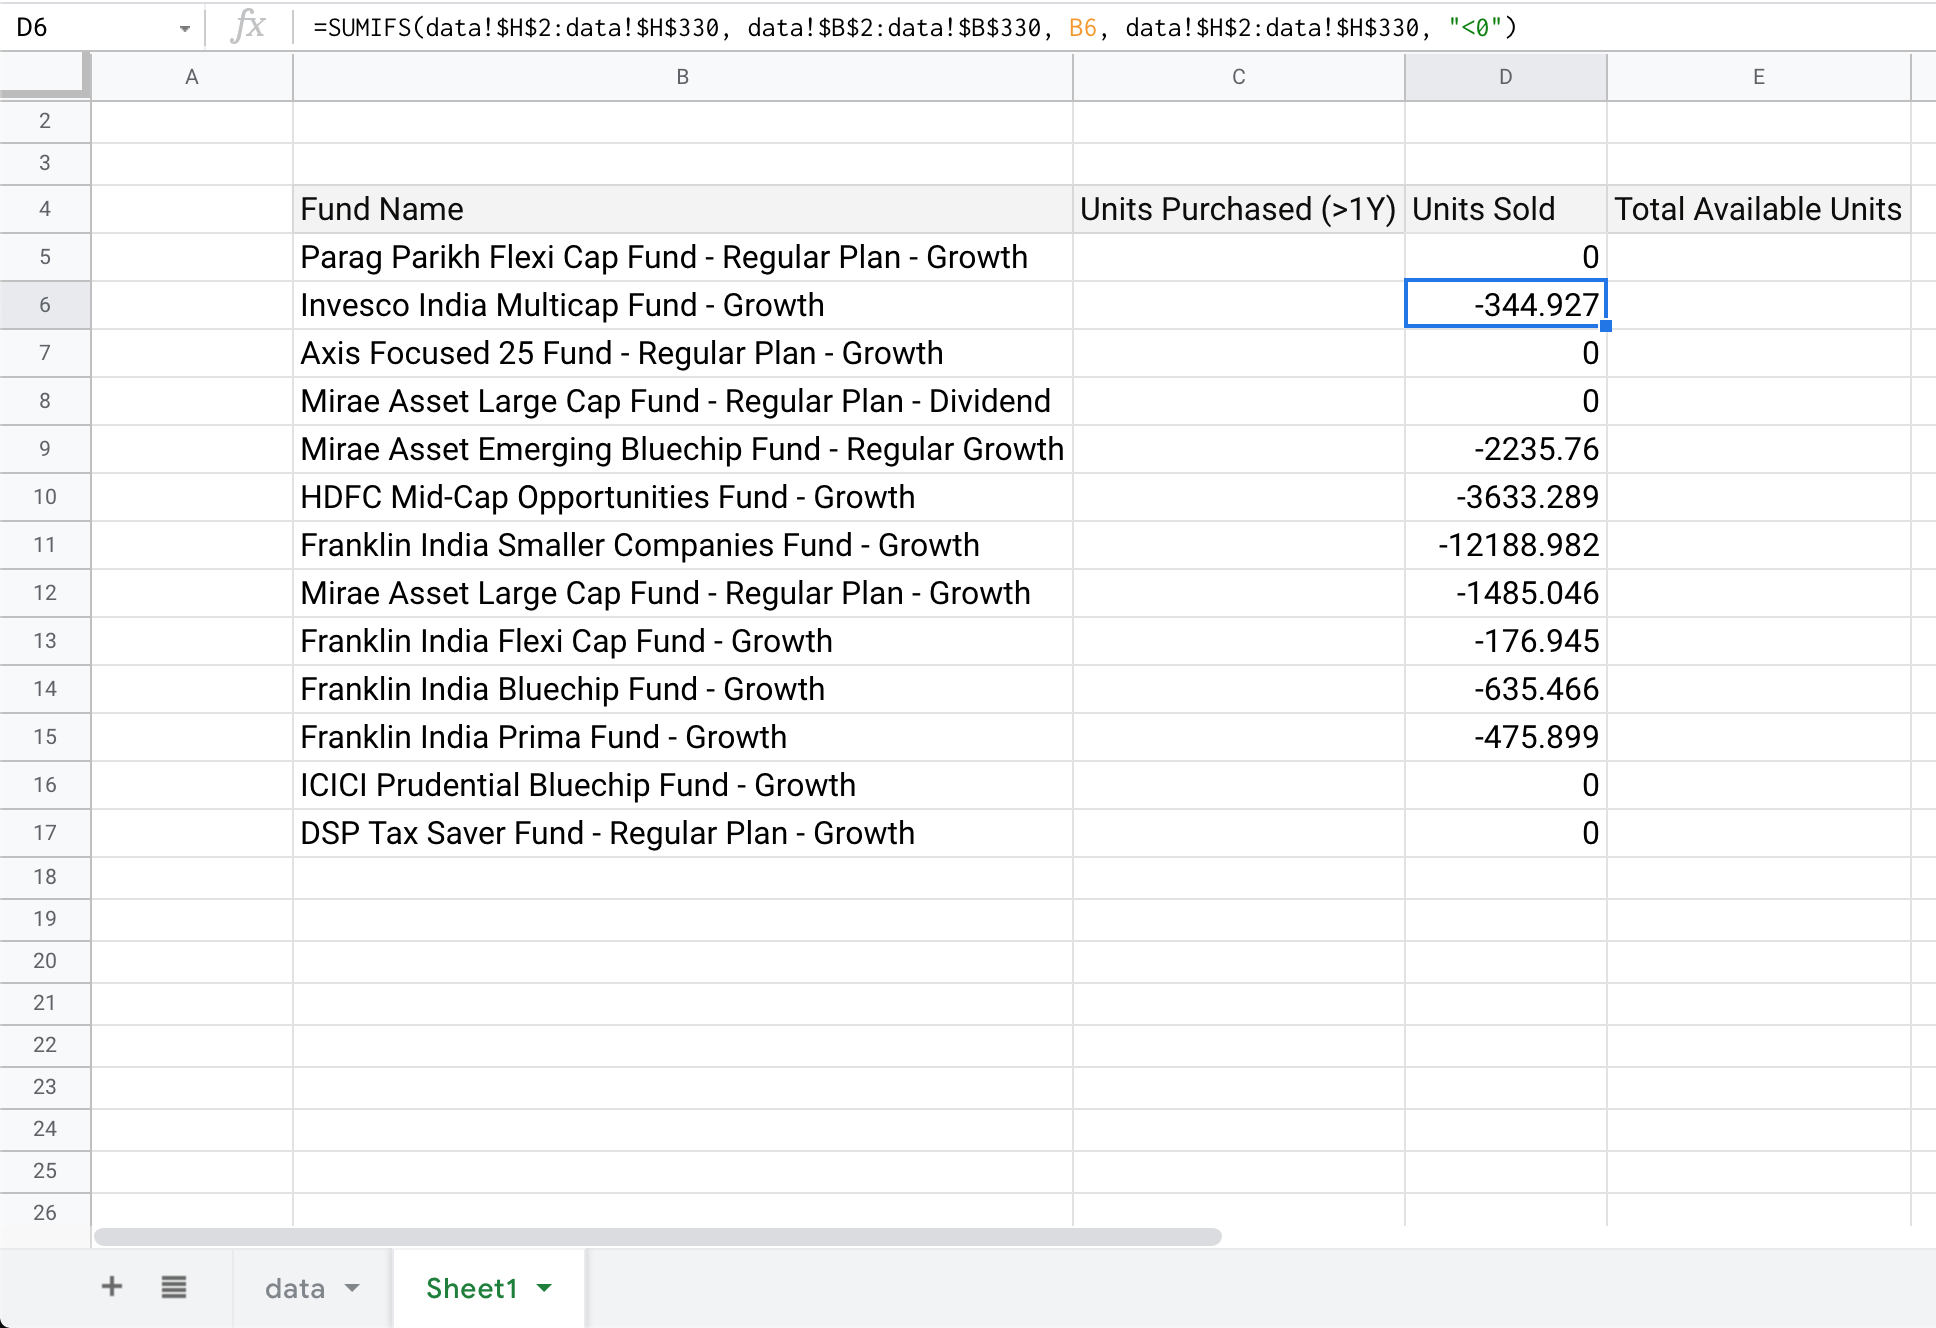 D6 fx =SUMIFS(data!$H$2:data!$H$330, data!$B$2:data!$B$330, B6, data!$H$2:data!$H$330, "<0")
A B C D E
2
3
4 Fund Name Units Purchased (>1Y) Units Sold Total Available Units
5 Parag Parikh Flexi Cap Fund - Regular Plan - Growth 0
6 Invesco India Multicap Fund - Growth -344.927
7 Axis Focused 25 Fund - Regular Plan - Growth 0
8 Mirae Asset Large Cap Fund - Regular Plan - Dividend 0
9 Mirae Asset Emerging Bluechip Fund - Regular Growth -2235.76
10 HDFC Mid-Cap Opportunities Fund - Growth -3633.289
11 Franklin India Smaller Companies Fund - Growth -12188.982
12 Mirae Asset Large Cap Fund - Regular Plan - Growth -1485.046
13 Franklin India Flexi Cap Fund - Growth -176.945
14 Franklin India Bluechip Fund - Growth -635.466
15 Franklin India Prima Fund - Growth -475.899
16 ICICI Prudential Bluechip Fund - Growth 0
17 DSP Tax Saver Fund - Regular Plan - Growth 0
18
19
20
21
22
23
24
25
26
data Sheet1